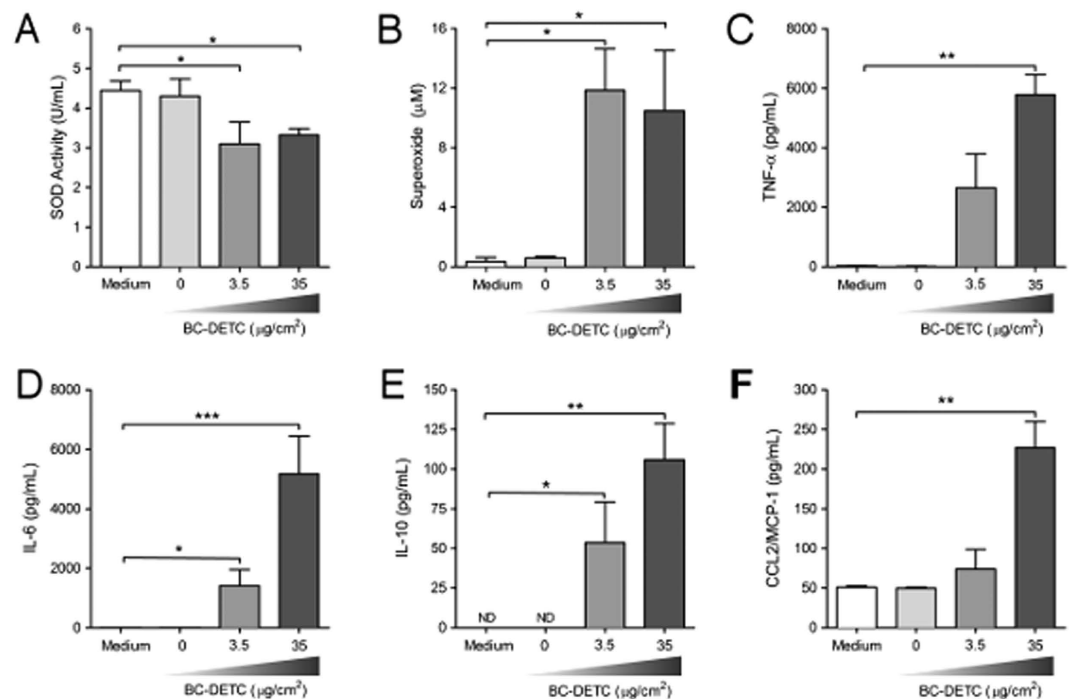 A
SOD Activity (U/mL)
6
5
4
3
2
1
0
*
*
Medium 0 3.5 35
BC-DETC (μg/cm²)
B
Superoxide (μM)
16
12
8
4
0
*
*
Medium 0 3.5 35
BC-DETC (μg/cm²)
C
TNF-α (pg/mL)
8000
6000
4000
2000
0
**
Medium 0 3.5 35
BC-DETC (μg/cm²)
D
IL-6 (pg/mL)
8000
6000
4000
2000
0
***
*
Medium 0 3.5 35
BC-DETC (μg/cm²)
E
IL-10 (pg/mL)
150
125
100
75
50
25
0
**
*
ND ND
Medium 0 3.5 35
BC-DETC (μg/cm²)
F
CCL2/MCP-1 (pg/mL)
300
250
200
150
100
50
0
**
Medium 0 3.5 35
BC-DETC (μg/cm²)